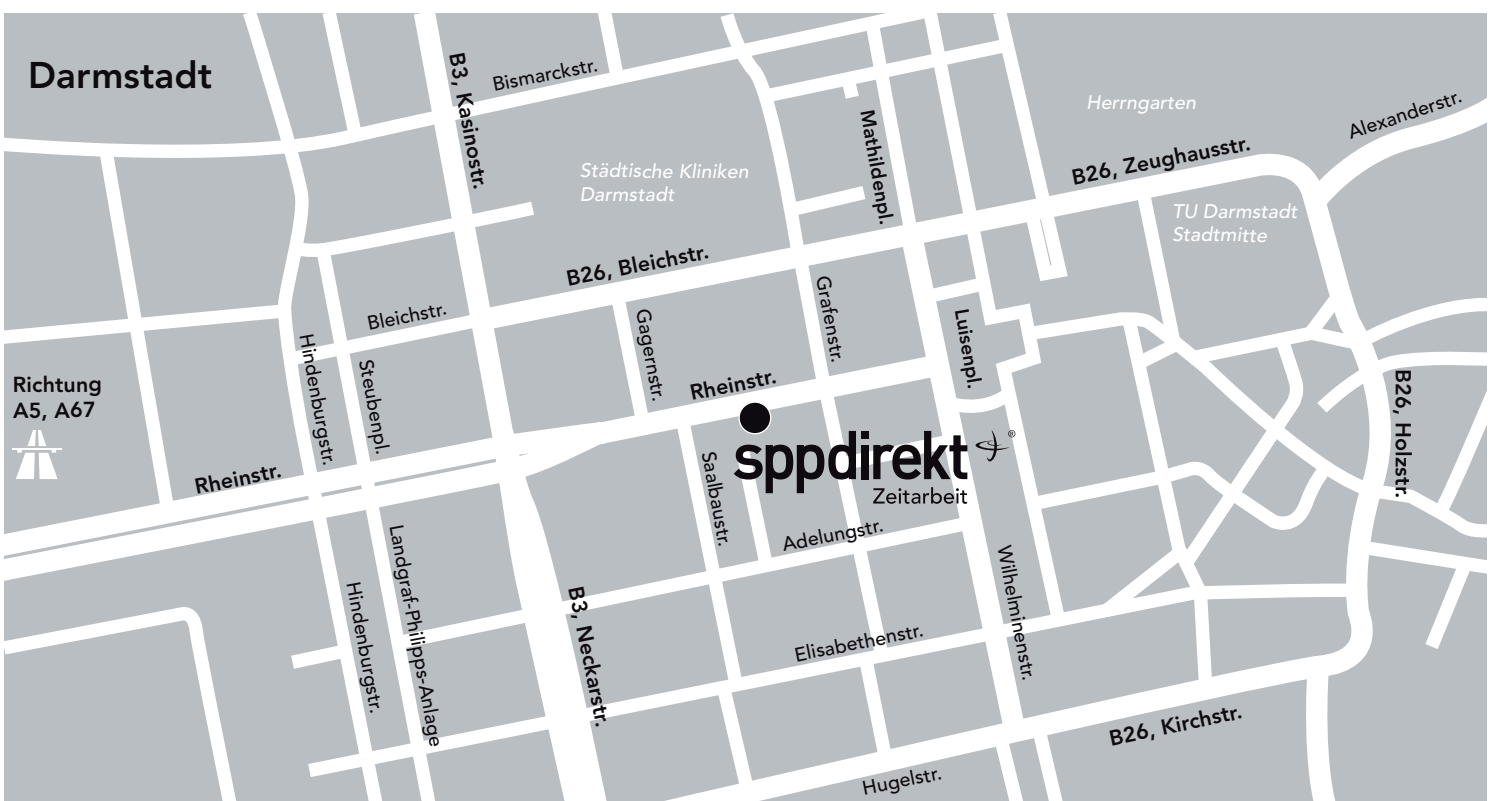 Darmstadt
B3, Kasinostr.
Bismarckstr.
Städtische Kliniken
Darmstadt
Mathildenpl.
Herrngarten
Alexanderstr.
B26, Zeughausstr.
TU Darmstadt
Stadtmitte
B26, Bleichstr.
Bleichstr.
Gagernstr.
Grafenstr.
Luisenpl.
Hindenburgstr.
Steubenpl.
Richtung
A5, A67
Rheinstr.
Rheinstr.
B26, Holzstr.
sppdirekt ®
Zeitarbeit
Saalbaustr.
Adelungstr.
Landgraf-Philipps-Anlage
Hindenburgstr.
B3, Neckarstr.
Wilhelminenstr.
Elisabethenstr.
B26, Kirchstr.
Hugelstr.